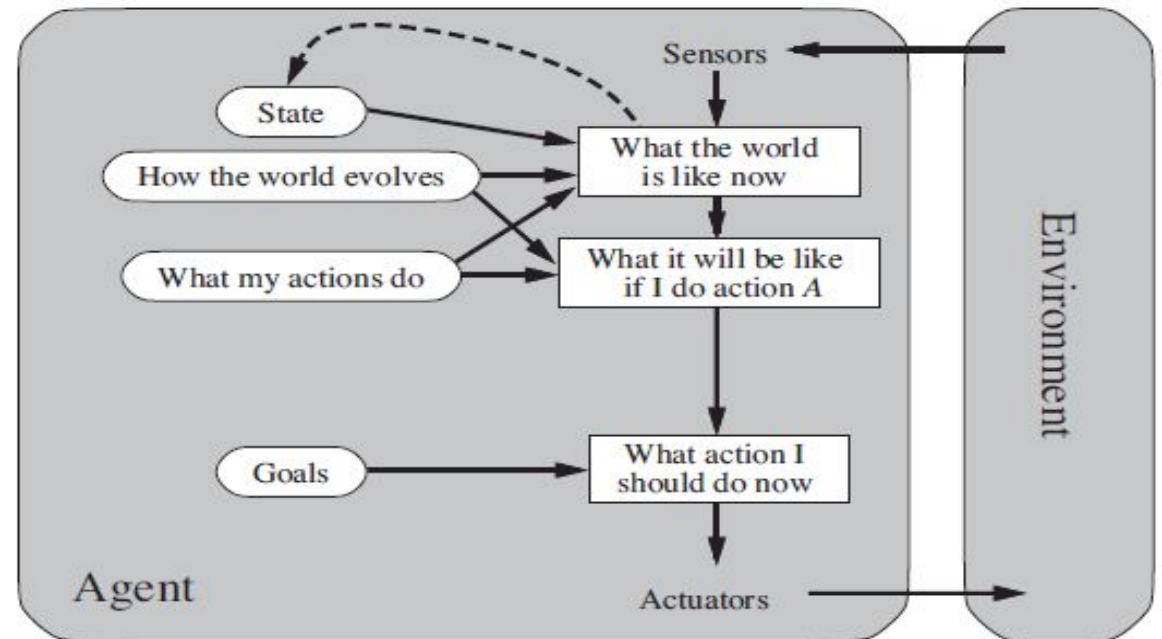 Sensors
State
What the world
is like now
How the world evolves
What it will be like
if I do action A
What my actions do
Environment
What action I
should do now
Goals
Agent
Actuators